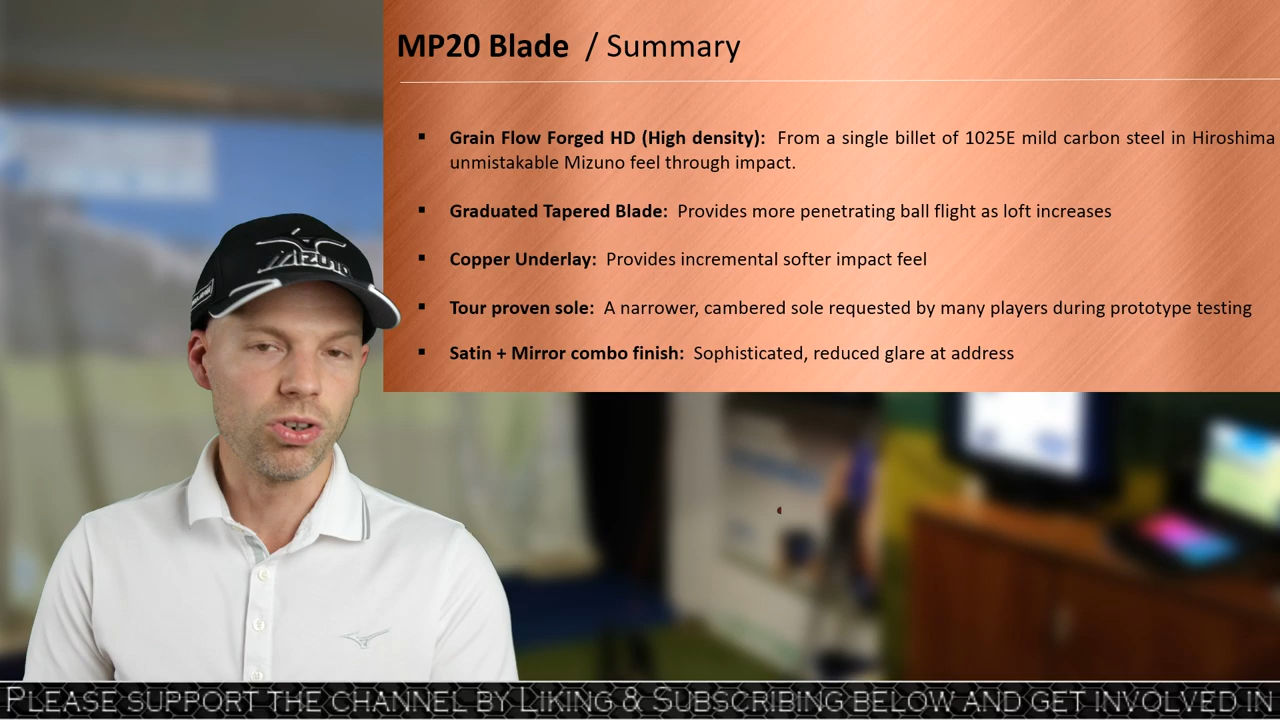 MP20 Blade / Summary
▪ Grain Flow Forged HD (High density): From a single billet of 1025E mild carbon steel in Hiroshima
unmistakable Mizuno feel through impact.
▪ Graduated Tapered Blade: Provides more penetrating ball flight as loft increases
▪ Copper Underlay: Provides incremental softer impact feel
▪ Tour proven sole: A narrower, cambered sole requested by many players during prototype testing
▪ Satin + Mirror combo finish: Sophisticated, reduced glare at address
MIZUNO
PLEASE SUPPORT THE CHANNEL BY LIKING & SUBSCRIBING BELOW AND GET INVOLVED IN